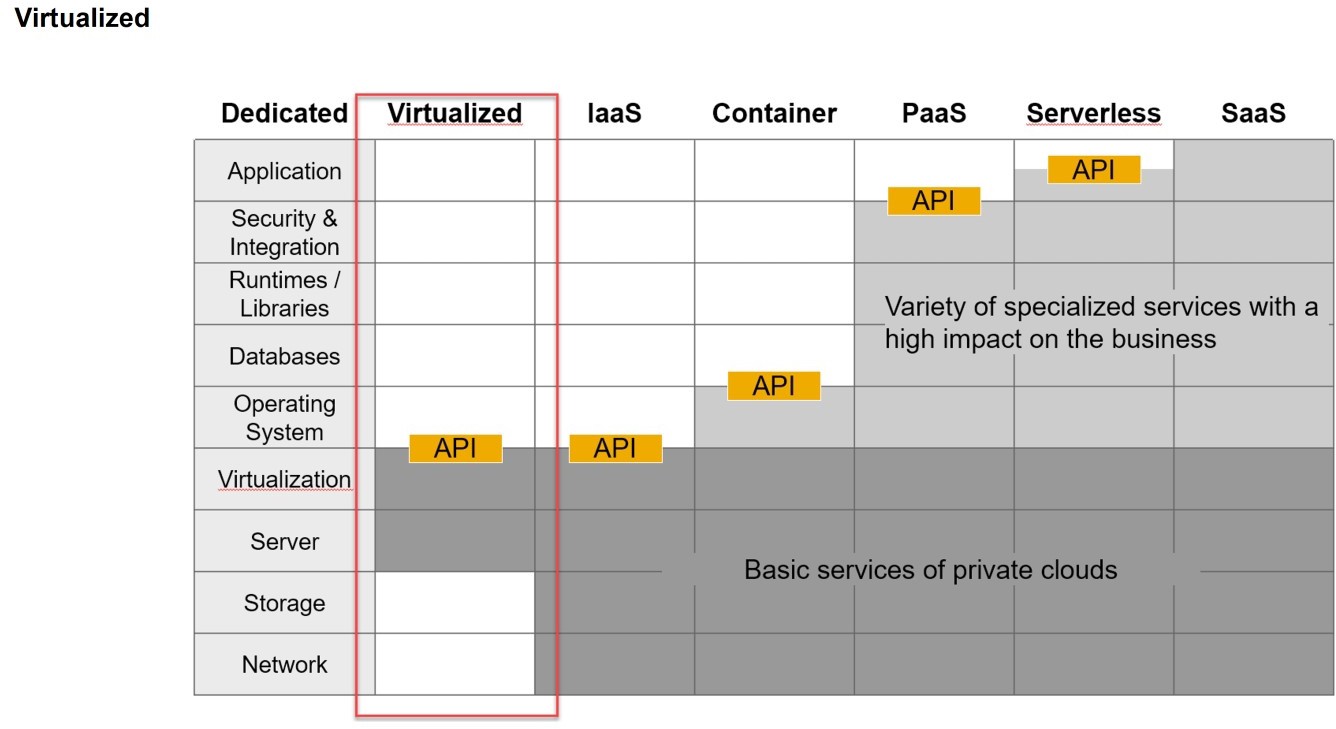 Virtualized
Dedicated Virtualized IaaS Container PaaS Serverless SaaS
Application
API
API
Security &
Integration
Runtimes /
Libraries
Variety of specialized services with a
high impact on the business
Databases
API
Operating
System
API API
Virtualization
Server
Basic services of private clouds
Storage
Network